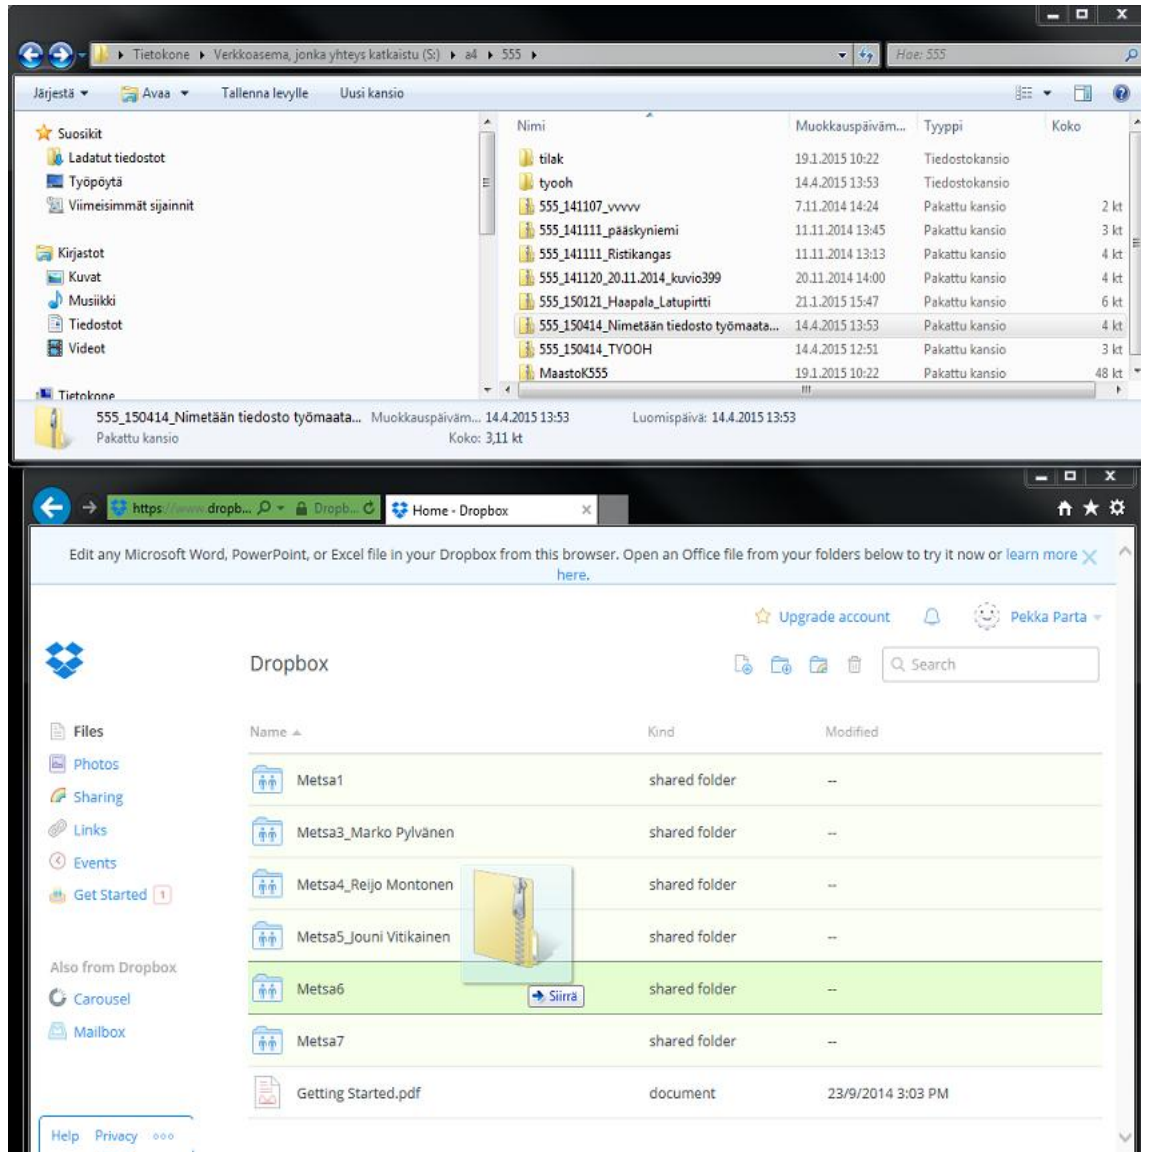 Tietokone Verkkoasema, jonka yhteys katkaistu (S:) a4 555 Hae: 555
Järjestä Avaa Tallenna levylle Uusi kansio
Nimi Muokkauspäiväm... Tyyppi Koko
Suosikit
Ladatut tiedostot
Työpöytä
Viimeisimmät sijainnit
Kirjastot
Kuvat
Musiikki
Tiedostot
Videot
Tietokone
tilak 19.1.2015 10:22 Tiedostokansio
tyooh 14.4.2015 13:53 Tiedostokansio
555_141107_vvvvv 7.11.2014 14:24 Pakattu kansio 2 kt
555_141111_pääskyniemi 11.11.2014 13:45 Pakattu kansio 3 kt
555_141111_Ristikangas 11.11.2014 13:13 Pakattu kansio 4 kt
555_141120_20.11.2014_kuvio399 20.11.2014 14:00 Pakattu kansio 4 kt
555_150121_Haapala_Latupirtti 21.1.2015 15:47 Pakattu kansio 6 kt
555_150414_Nimetään tiedosto työmaata... 14.4.2015 13:53 Pakattu kansio 4 kt
555_150414_TYOOH 14.4.2015 12:51 Pakattu kansio 3 kt
MaastoK555 19.1.2015 10:22 Pakattu kansio 48 kt
555_150414_Nimetään tiedosto työmaata... Muokkauspäiväm... 14.4.2015 13:53 Luomispäivä: 14.4.2015 13:53
Pakattu kansio Koko: 3,11 kt
https://www.dropb... Dropb... Home - Dropbox
Edit any Microsoft Word, PowerPoint, or Excel file in your Dropbox from this browser. Open an Office file from your folders below to try it now or learn more
here.
Upgrade account Pekka Parta
Dropbox Search
Files
Photos
Sharing
Links
Events
Get Started 1
Also from Dropbox
Carousel
Mailbox
Name Kind Modified
Metsa1 shared folder --
Metsa3_Marko Pylvänen shared folder --
Metsa4_Reijo Montonen shared folder --
Metsa5_Jouni Vitikainen shared folder --
Metsa6 shared folder --
Siirrä
Metsa7 shared folder --
Getting Started.pdf document 23/9/2014 3:03 PM
Help Privacy